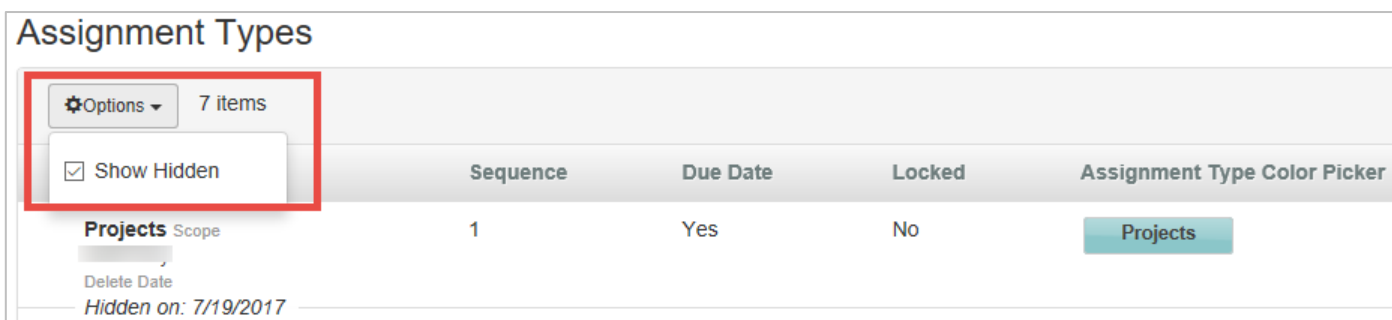 Assignment Types
Options 7 items
Show Hidden
Sequence Due Date Locked Assignment Type Color Picker
Projects Scope 1 Yes No Projects
Delete Date
Hidden on: 7/19/2017